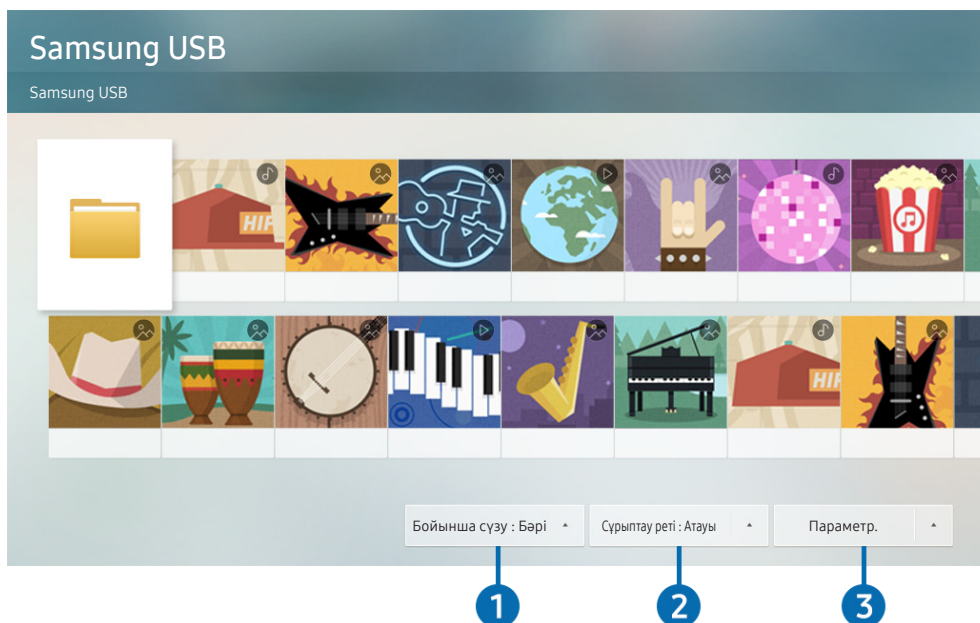 Samsung USB
Samsung USB
HIP
HIP
Бойынша сүзу : Бәрі
Сұрыптау реті : Атауы
Параметр.
1
2
3